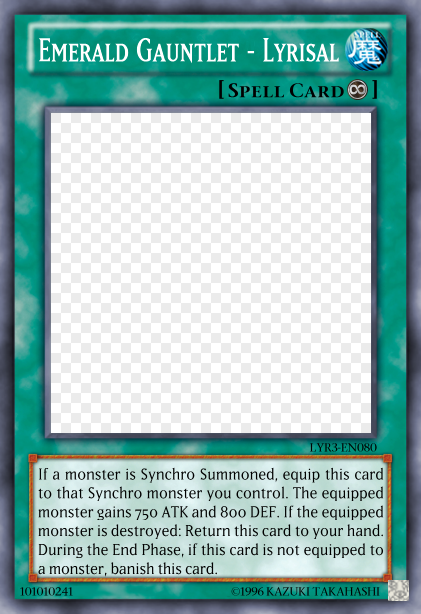 Emerald Gauntlet - Lyrisal
SPELL
魔
[Spell Card♾]
LYR3-EN080
If a monster is Synchro Summoned, equip this card
to that Synchro monster you control. The equipped
monster gains 750 ATK and 800 DEF. If the equipped
monster is destroyed: Return this card to your hand.
During the End Phase, if this card is not equipped to
a monster, banish this card.
101010241
©1996 KAZUKI TAKAHASHI